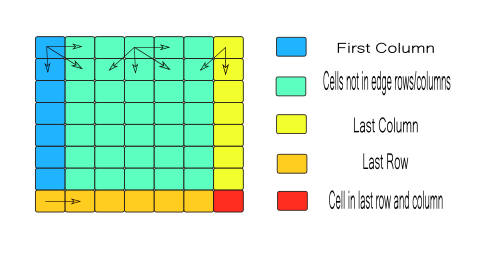 First Column
Cells not in edge rows/columns
Last Column
Last Row
Cell in last row and column